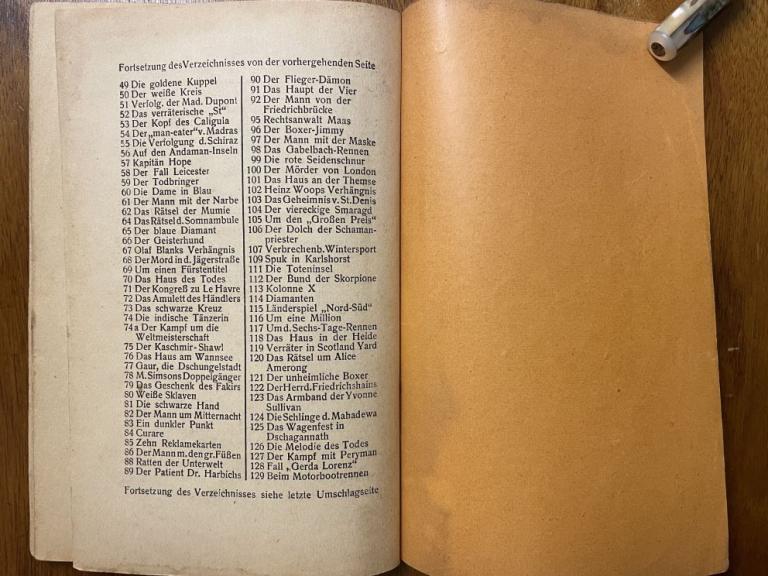 Fortsetzung desVerzeichnisses von der vorhergehenden Seite
49 Die goldene Kuppel
50 Der weiße Kreis
51 Verfolg. der Mad. Dupont
52 Das verräterische „St“
53 Der Kopf des Caligula
54 Der„man-eater“v. Madras
55 Die Verfolgung d. Schiraz
56 Auf den Andaman-Inseln
57 Kapitän Hope
58 Der Fall Leicester
59 Der Todbringer
60 Die Dame in Blau
61 Der Mann mit der Narbe
62 Das Rätsel der Mumie
64 Das Rätsel d. Somnambule
65 Der blaue Diamant
66 Der Geisterhund
67 Olaf Blanks Verhängnis
68 Der Mord in d. Jägerstraße
69 Um einen Fürstentitel
70 Das Haus des Todes
71 Der Kongreß zu Le Havre
72 Das Amulett des Händlers
73 Das schwarze Kreuz
74 Die indische Tänzerin
74 a Der Kampf um die
Weltmeisterschaft
75 Der Kaschmir-Shawl
76 Das Haus am Wannsee
77 Gaur, die Dschungelstadt
78 M. Simsons Doppelgänger
79 Das Geschenk des Fakirs
80 Weiße Sklaven
81 Die schwarze Hand
82 Der Mann um Mitternacht
83 Ein dunkler Punkt
84 Curare
85 Zehn Reklamekarten
86 Der Mann m. den gr. Füßen
88 Ratten der Unterwelt
89 Der Patient Dr. Harbichs
90 Der Flieger-Dämon
91 Das Haupt der Vier
92 Der Mann von der
Friedrichbrücke
95 Rechtsanwalt Maas
96 Der Boxer-Jimmy
97 Der Mann mit der Maske
98 Das Gabelbach-Rennen
99 Die rote Seidenschnur
100 Der Mörder von London
101 Das Haus an der Themse
102 Heinz Woops Verhängnis
103 Das Geheimnis v. St. Denis
104 Der viereckige Smaragd
105 Um den „Großen Preis“
106 Der Dolch der Schaman-
priester
107 Verbrechen b. Wintersport
109 Spuk in Karlshorst
111 Die Toteninsel
112 Der Bund der Skorpione
113 Kolonne X
114 Diamanten
115 Länderspiel „Nord-Süd“
116 Um eine Million
117 Um d. Sechs-Tage-Rennen
118 Das Haus in der Heide
119 Verräter in Scotland Yard
120 Das Rätsel um Alice
Amerong
121 Der unheimliche Boxer
122 Der Herr d. Friedrichshains
123 Das Armband der Yvonne
Sullivan
124 Die Schlinge d. Mahadewa
125 Das Wagenfest in
Dschagannath
126 Die Melodie des Todes
127 Der Kampf mit Peryman
128 Fall „Gerda Lorenz“
129 Beim Motorbootrennen
Fortsetzung des Verzeichnisses siehe letzte Umschlagseite